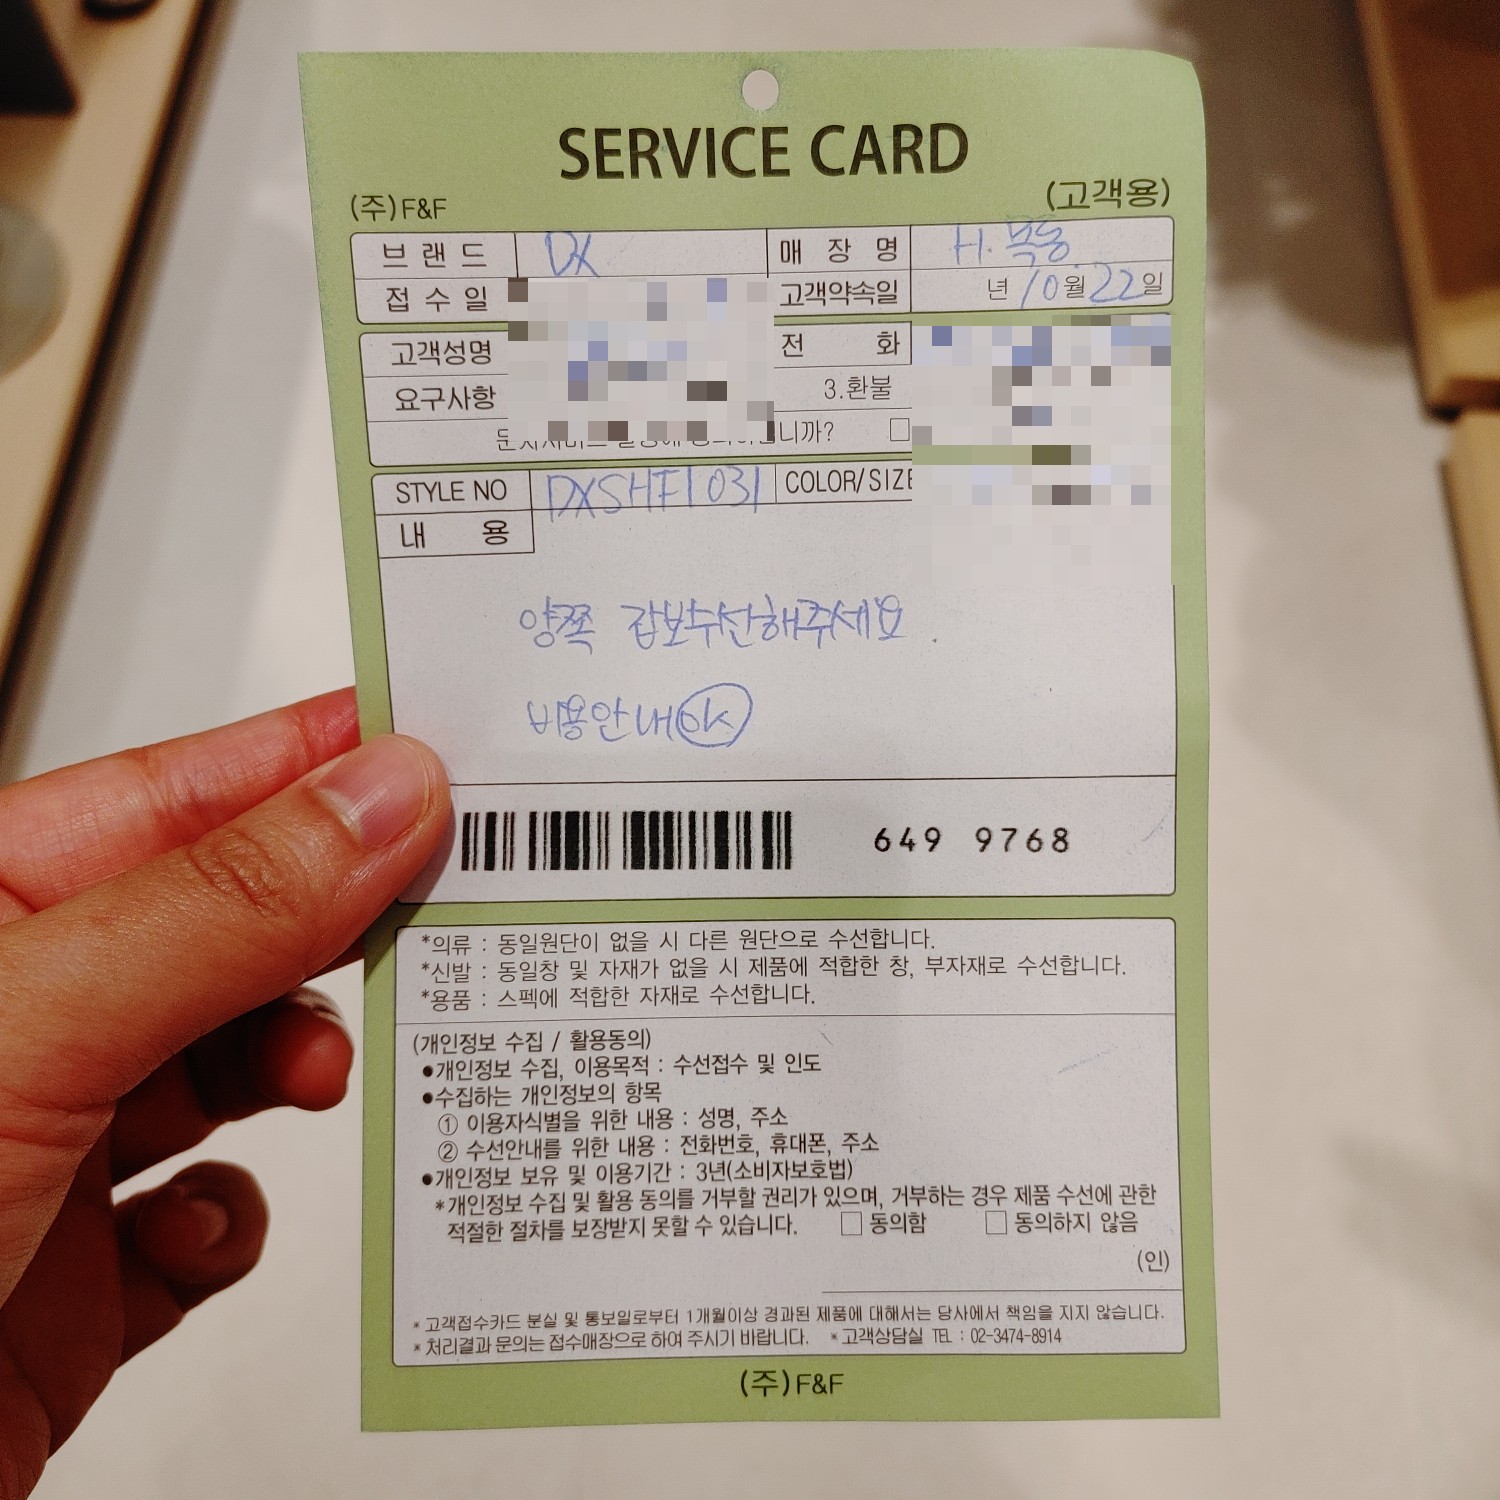 SERVICE CARD
(주)F&F (고객용)
브랜드 DX 매장명 H. 목동
접수일 고객약속일 년 10월 22일
고객성명 전화
요구사항 3.환불
니까? □
STYLE NO DXSHF1031 COLOR/SIZE
내용
양쪽 갑보수선해주세요.
비용안내 OK
649 9768
*의류 : 동일원단이 없을 시 다른 원단으로 수선합니다.
*신발 : 동일창 및 자재가 없을 시 제품에 적합한 창, 부자재로 수선합니다.
*용품 : 스펙에 적합한 자재로 수선합니다.
(개인정보 수집 / 활용동의)
●개인정보 수집, 이용목적 : 수선접수 및 인도
●수집하는 개인정보의 항목
① 이용자식별을 위한 내용 : 성명, 주소
② 수선안내를 위한 내용 : 전화번호, 휴대폰, 주소
●개인정보 보유 및 이용기간 : 3년(소비자보호법)
*개인정보 수집 및 활용 동의를 거부할 권리가 있으며, 거부하는 경우 제품 수선에 관한
적절한 절차를 보장받지 못할 수 있습니다. □ 동의함 □ 동의하지 않음
(인)
* 고객접수카드 분실 및 통보일로부터 1개월이상 경과된 제품에 대해서는 당사에서 책임을 지지 않습니다.
* 처리결과 문의는 접수매장으로 하여 주시기 바랍니다. * 고객상담실 TEL : 02-3474-8914
(주)F&F